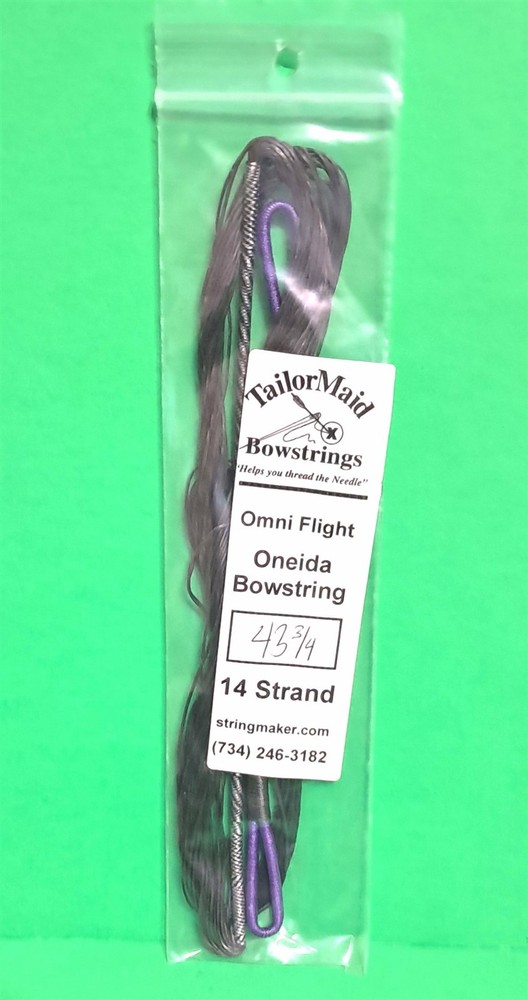 TailorMaid
Bowstrings
"Helps you thread the Needle"
Omni Flight
Oneida
Bowstring
43 3/4
14 Strand
stringmaker.com
(734) 246-3182